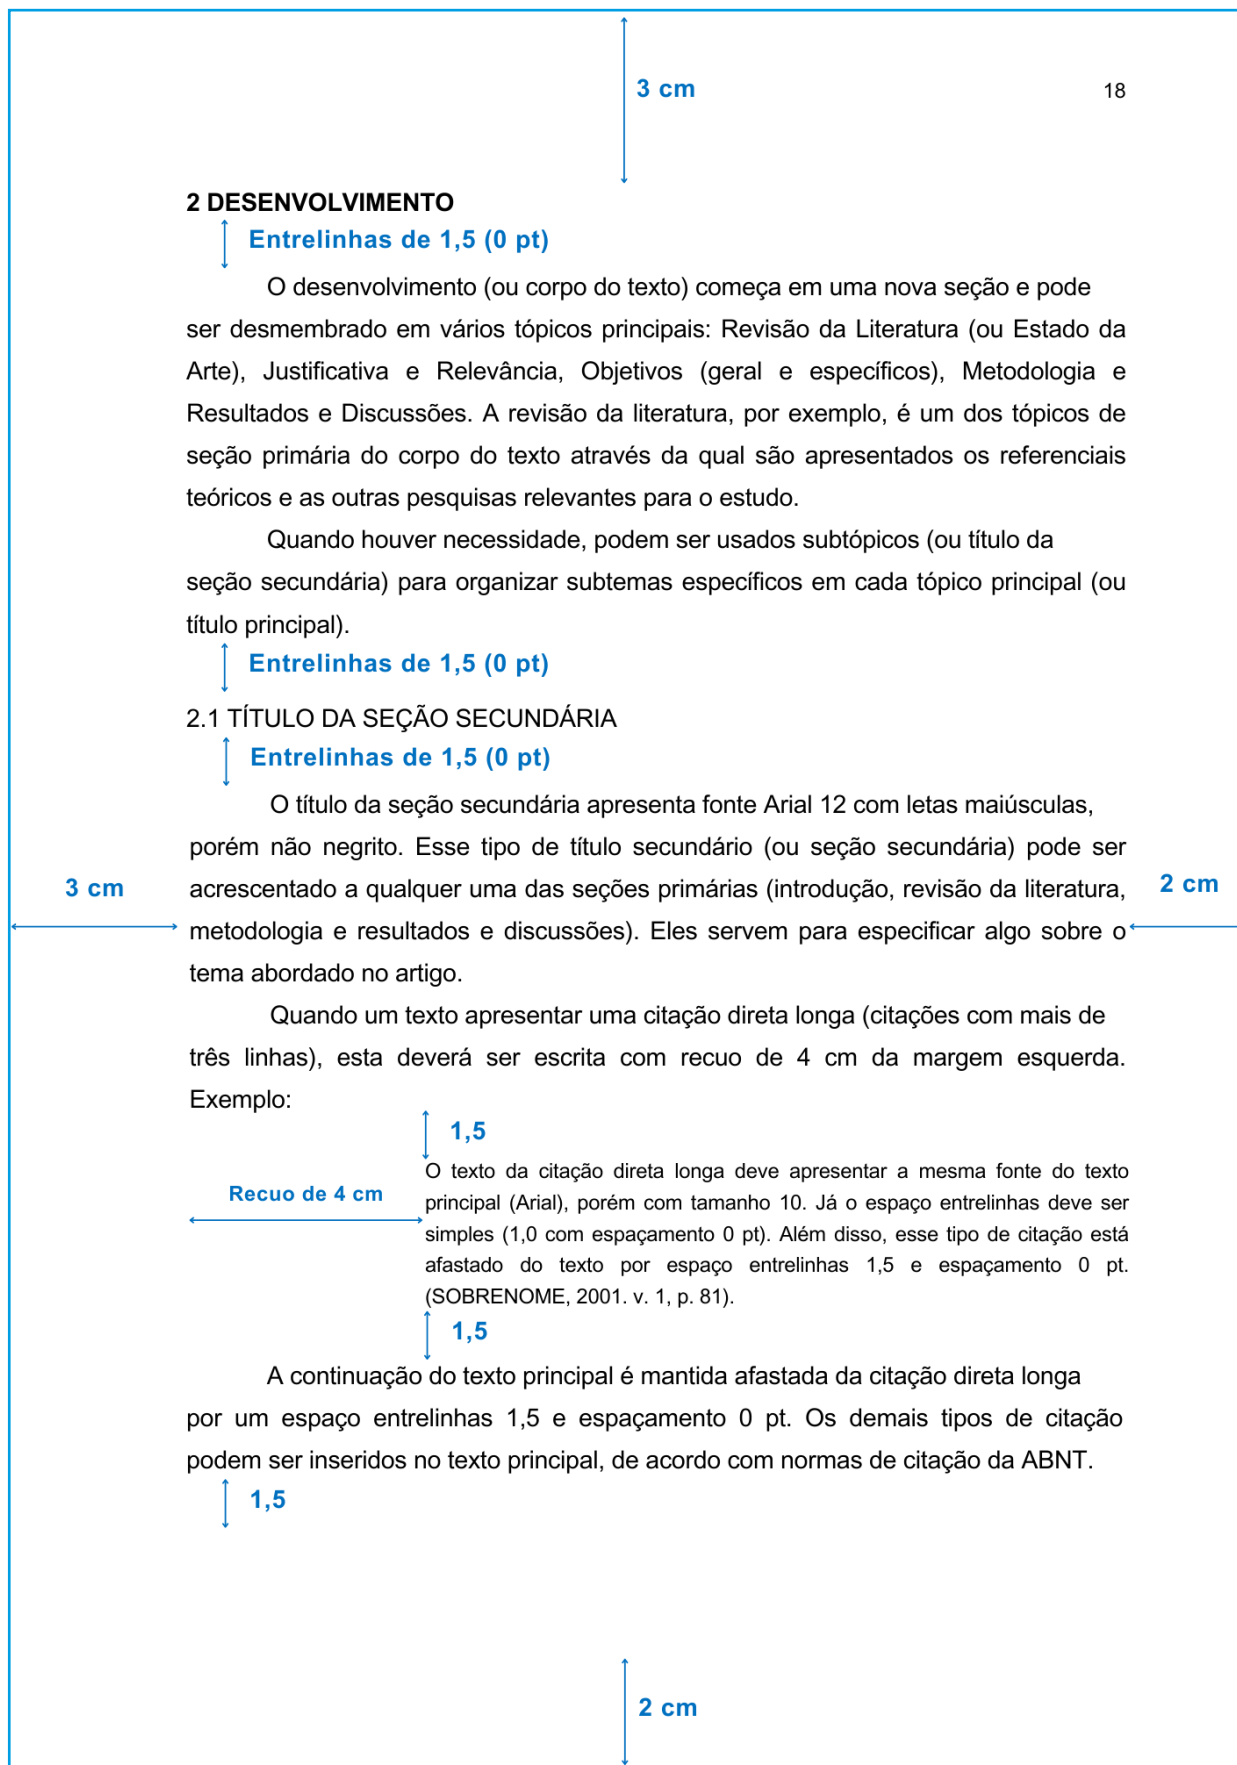 3 cm
18
2 DESENVOLVIMENTO
Entrelinhas de 1,5 (0 pt)
O desenvolvimento (ou corpo do texto) começa em uma nova seção e pode
ser desmembrado em vários tópicos principais: Revisão da Literatura (ou Estado da
Arte), Justificativa e Relevância, Objetivos (geral e específicos), Metodologia e
Resultados e Discussões. A revisão da literatura, por exemplo, é um dos tópicos de
seção primária do corpo do texto através da qual são apresentados os referenciais
teóricos e as outras pesquisas relevantes para o estudo.
Quando houver necessidade, podem ser usados subtópicos (ou título da
seção secundária) para organizar subtemas específicos em cada tópico principal (ou
título principal).
Entrelinhas de 1,5 (0 pt)
2.1 TÍTULO DA SEÇÃO SECUNDÁRIA
Entrelinhas de 1,5 (0 pt)
O título da seção secundária apresenta fonte Arial 12 com letas maiúsculas,
porém não negrito. Esse tipo de título secundário (ou seção secundária) pode ser
3 cm
acrescentado a qualquer uma das seções primárias (introdução, revisão da literatura,
2 cm
metodologia e resultados e discussões). Eles servem para especificar algo sobre o
tema abordado no artigo.
Quando um texto apresentar uma citação direta longa (citações com mais de
três linhas), esta deverá ser escrita com recuo de 4 cm da margem esquerda.
Exemplo:
1,5
O texto da citação direta longa deve apresentar a mesma fonte do texto
Recuo de 4 cm
principal (Arial), porém com tamanho 10. Já o espaço entrelinhas deve ser
simples (1,0 com espaçamento 0 pt). Além disso, esse tipo de citação está
afastado do texto por espaço entrelinhas 1,5 e espaçamento 0 pt.
(SOBRENOME, 2001. v. 1, p. 81).
1,5
A continuação do texto principal é mantida afastada da citação direta longa
por um espaço entrelinhas 1,5 e espaçamento 0 pt. Os demais tipos de citação
podem ser inseridos no texto principal, de acordo com normas de citação da ABNT.
1,5
2 cm